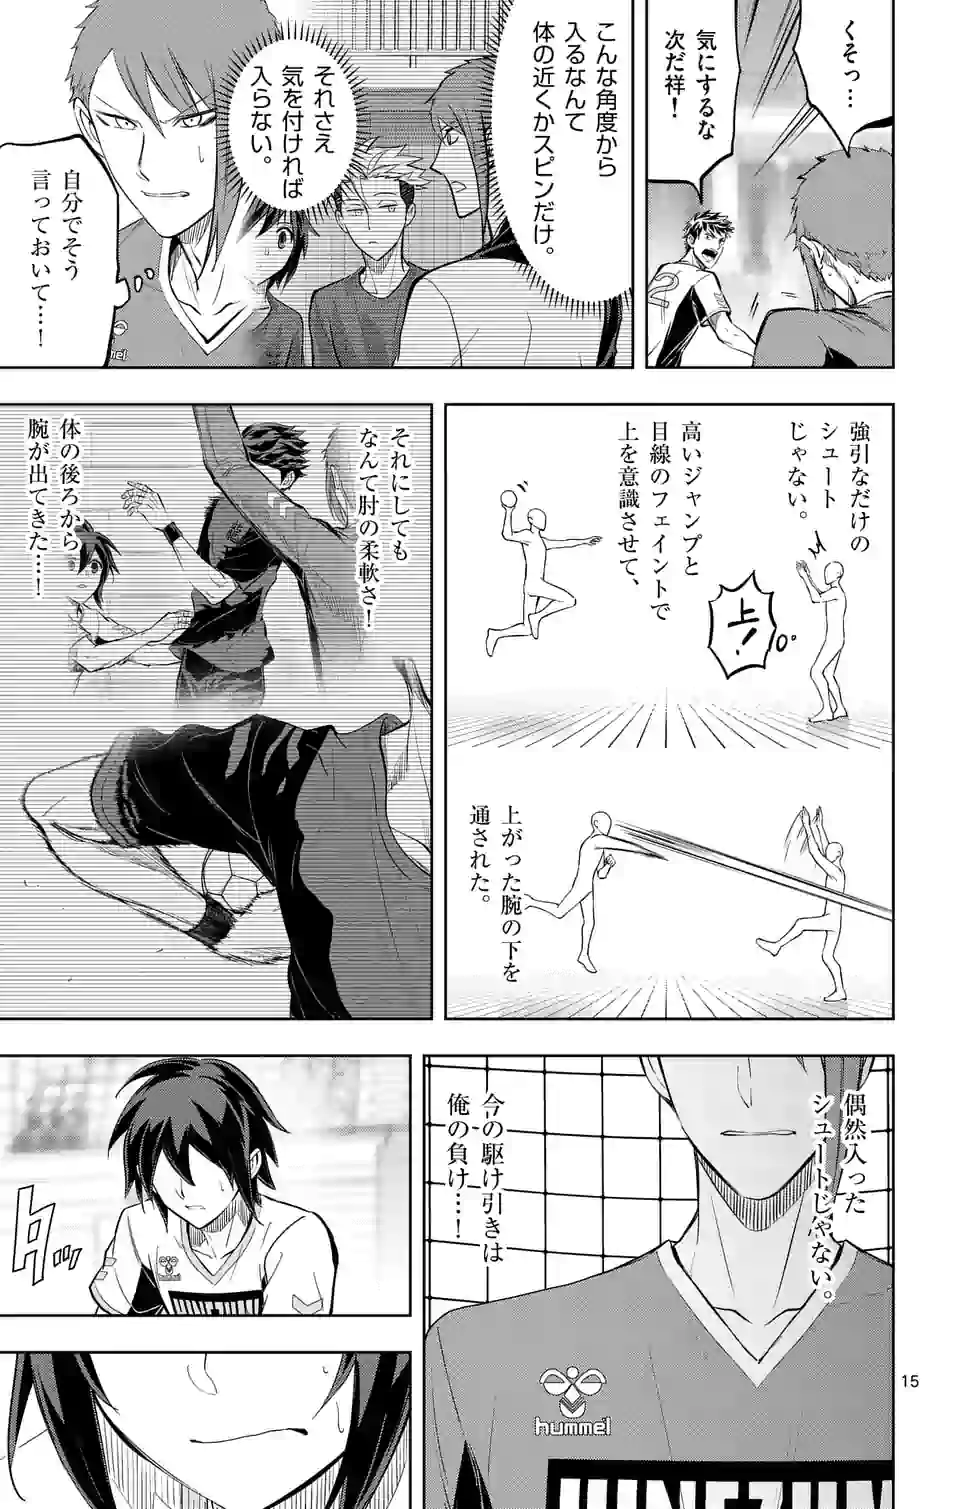 くそっ…
気にするな
次だ祥！
こんな角度から
入るなんて
体の近くかスピンだけ。
それさえ
気を付ければ
入らない。
自分でそう
言っておいて…！
2
hummel
強引なだけの
シュート
じゃない。
高いジャンプと
目線のフェイントで
上を意識させて、
上！
上がった腕の下を
通された。
それにしても
なんて肘の柔軟さ！
体の後ろから
腕が出てきた…！
偶然入った
シュートじゃない。
今の駆け引きは
俺の負け…！
hummel
hummel
15